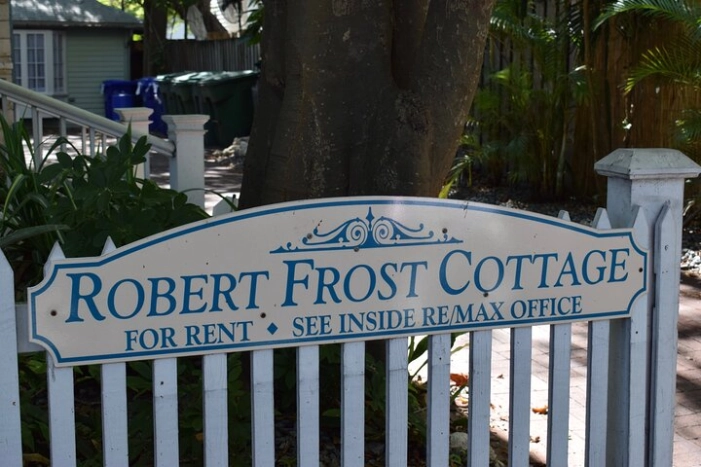 ROBERT FROST COTTAGE
FOR RENT ◆ SEE INSIDE RE/MAX OFFICE